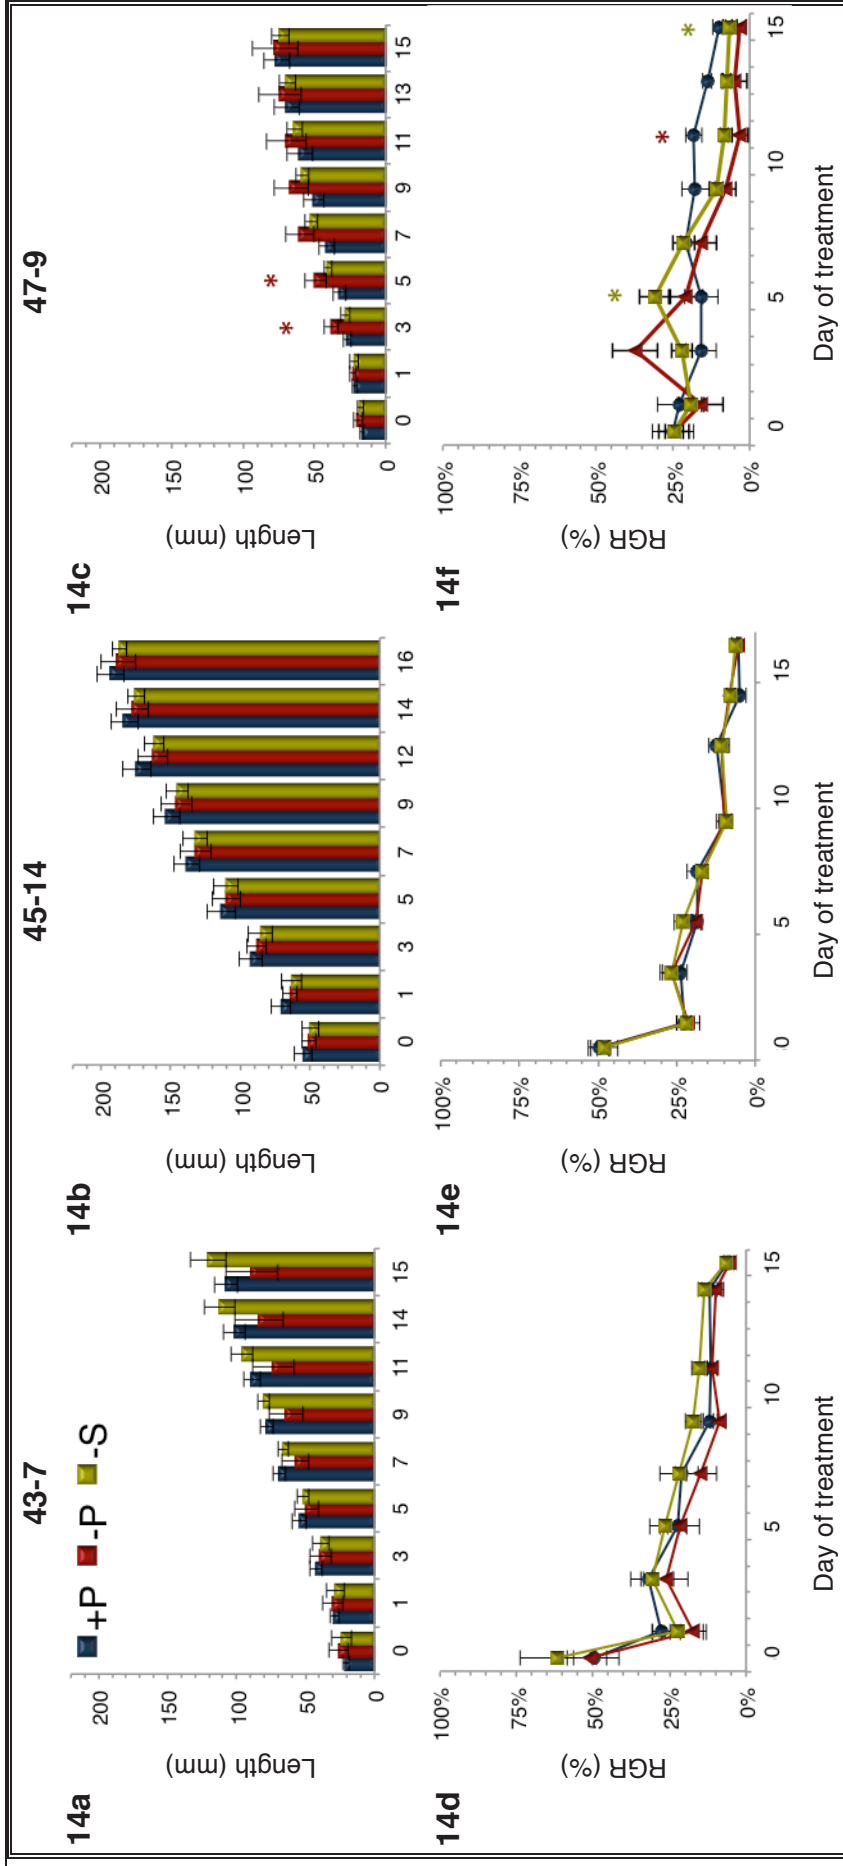 43-7
14a
+P -P -S
Length (mm)
200
150
100
50
0
0 1 3 5 7 9 11 14 15
45-14
14b
Length (mm)
200
150
100
50
0
0 1 3 5 7 9 12 14 16
47-9
14c
Length (mm)
200
150
100
50
0
* *
0 1 3 5 7 9 11 13 15
14d
RGR (%)
100%
75%
50%
25%
0%
0 5 10 15
Day of treatment
14e
RGR (%)
100%
75%
50%
25%
0%
0 5 10 15
Day of treatment
14f
RGR (%)
100%
50%
25%
0%
* * *
0 5 10 15
Day of treatment